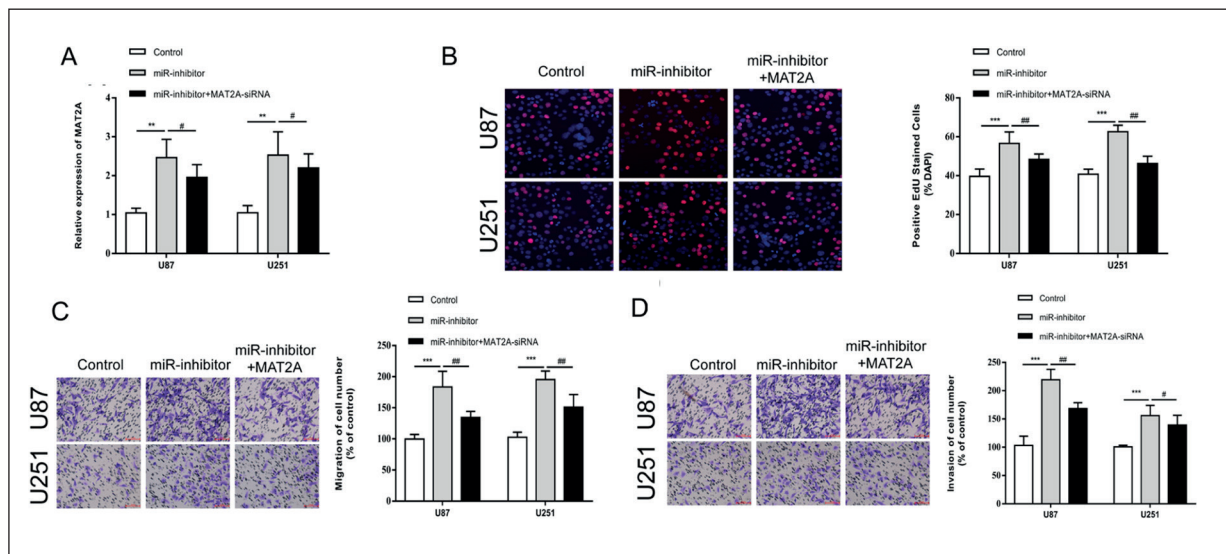 A
Control
miR-inhibitor
miR-inhibitor+MAT2A-siRNA
Relative expression of MAT2A
4
3
2
1
0
** # ** #
U87 U251
B
Control miR-inhibitor miR-inhibitor
+MAT2A
U87
U251
Control
miR-inhibitor
miR-inhibitor+MAT2A-siRNA
Positive EdU Stained Cells
(% DAPI)
80
60
40
20
0
*** ## *** ##
U87 U251
C
Control miR-inhibitor miR-inhibitor
+MAT2A
U87
U251
Control
miR-inhibitor
miR-inhibitor+MAT2A-siRNA
Migration of cell number
(% of control)
250
200
150
100
50
0
*** ## *** ##
U87 U251
D
Control miR-inhibitor miR-inhibitor
+MAT2A
U87
U251
Control
miR-inhibitor
miR-inhibitor+MAT2A-siRNA
Invasion of cell number
(% of control)
250
200
150
100
50
0
*** ## *** #
U87 U251